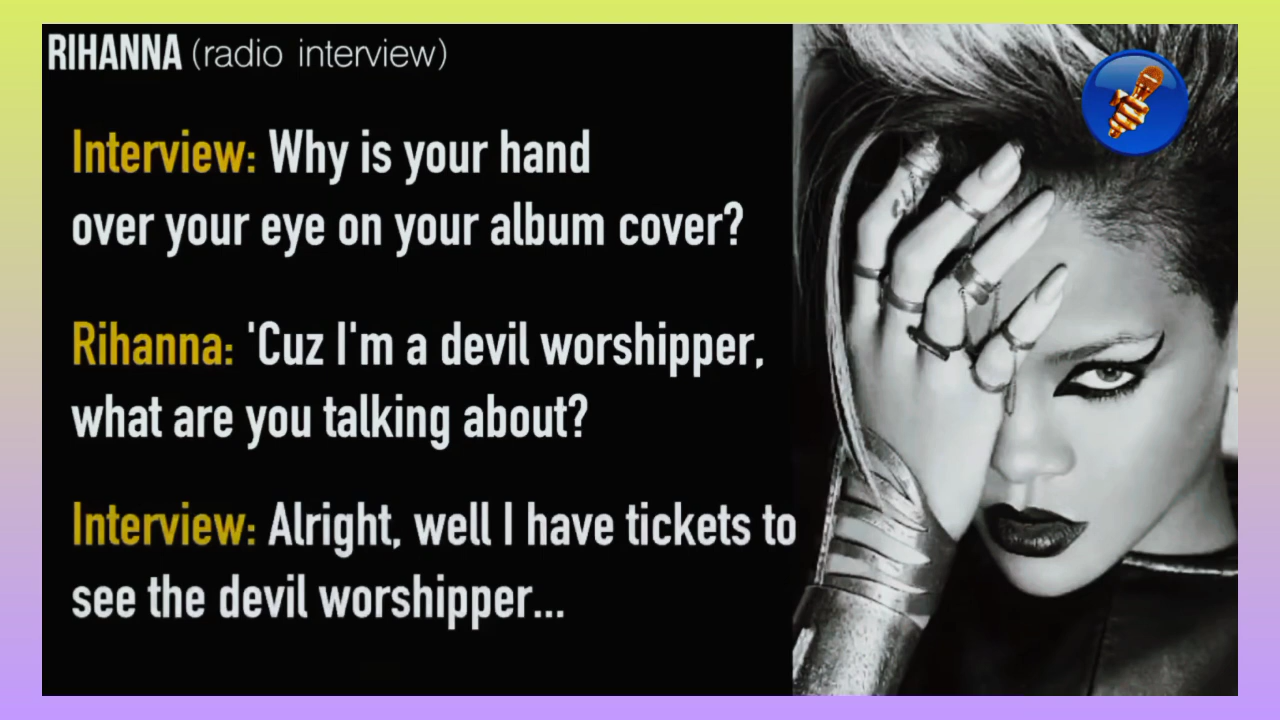 RIHANNA (radio interview)
Interview: Why is your hand
over your eye on your album cover?
Rihanna: 'Cuz I'm a devil worshipper,
what are you talking about?
Interview: Alright, well I have tickets to
see the devil worshipper...